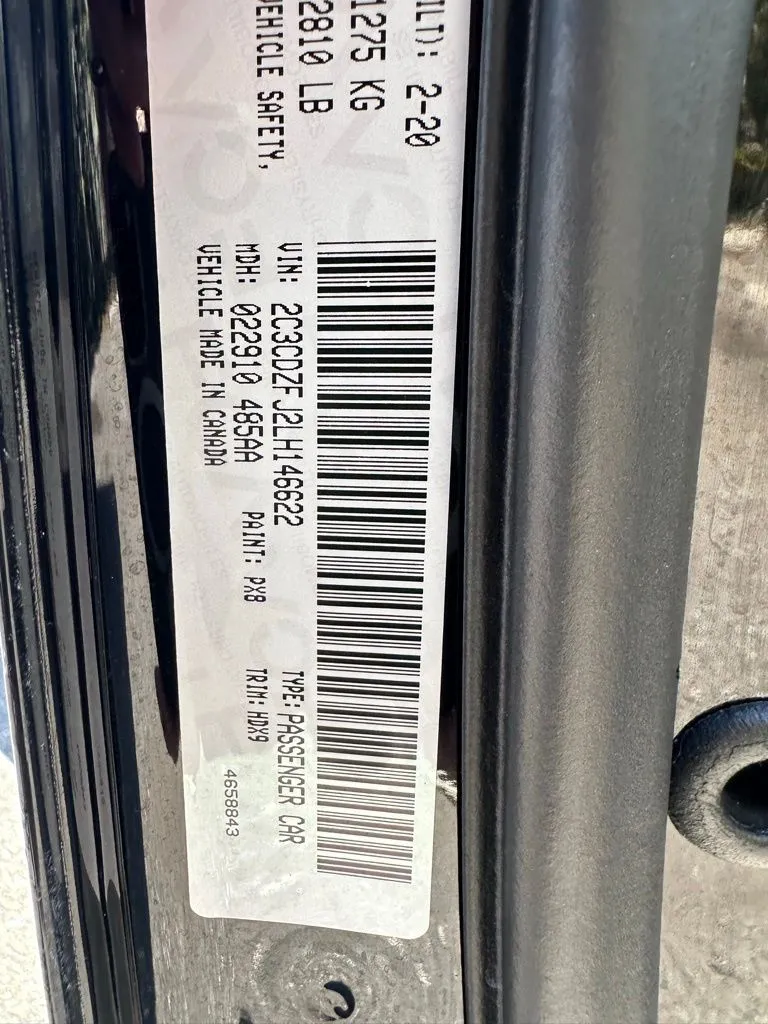 ILT): 2-20
1275 KG
2810 LB
VEHICLE SAFETY,
VIN: 2C3CDZFJ2LH146622 TYPE: PASSENGER CAR
MDH: 022910 485AA PAINT: PX8 TRIM: HDX9
VEHICLE MADE IN CANADA 4658843